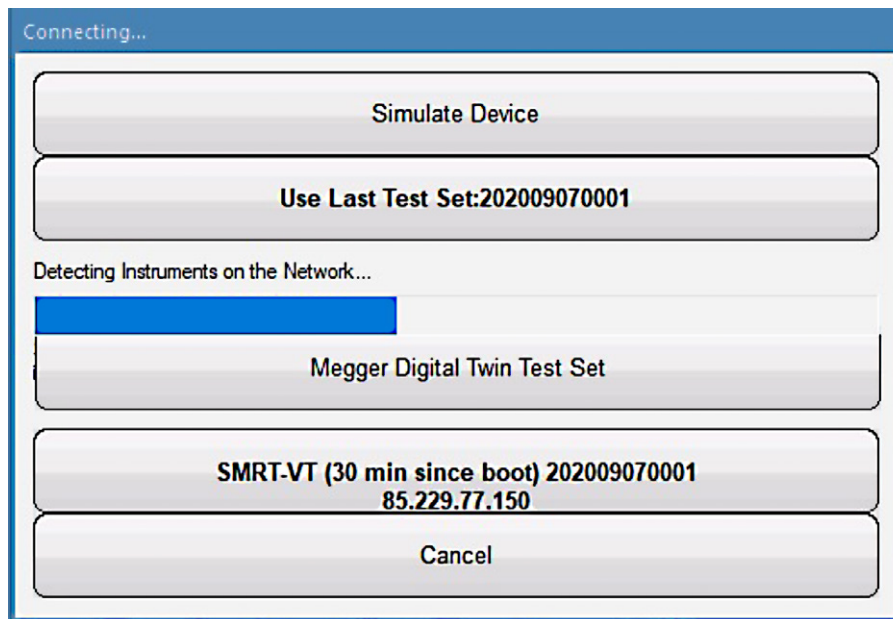 Connecting...
Simulate Device
Use Last Test Set:202009070001
Detecting Instruments on the Network...
Megger Digital Twin Test Set
SMRT-VT (30 min since boot) 202009070001
85.229.77.150
Cancel